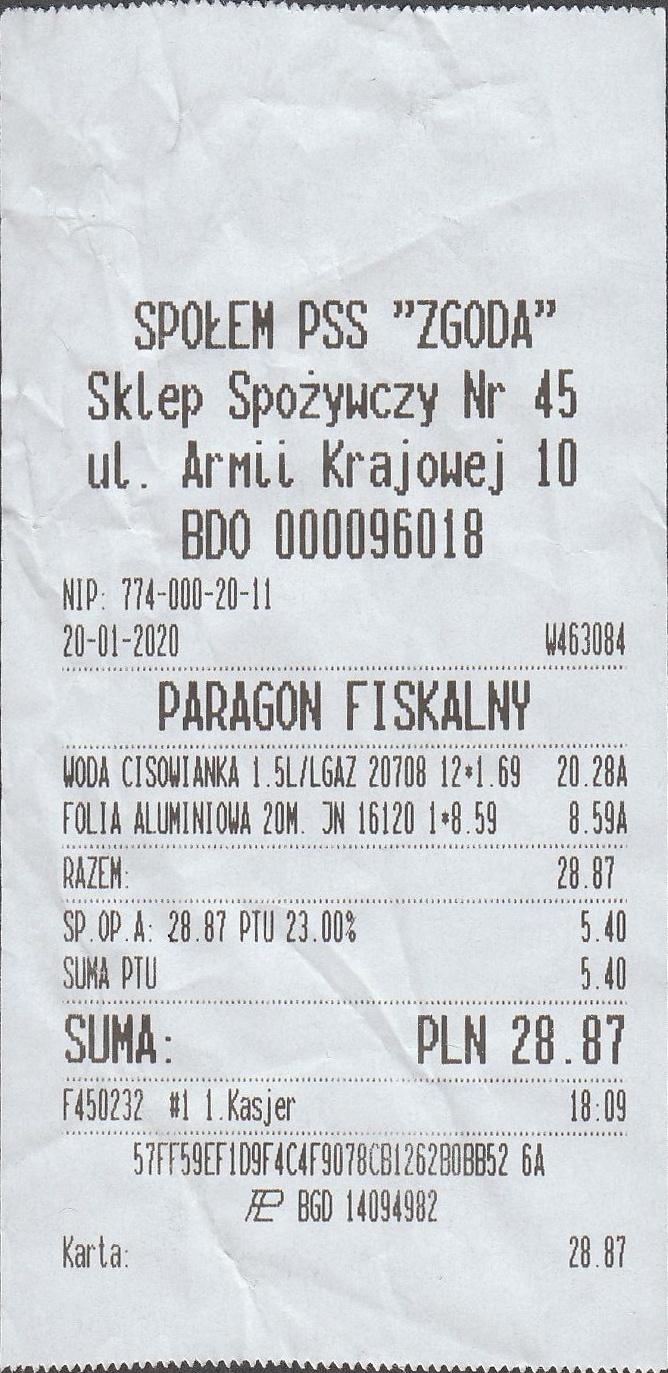 SPOŁEM PSS "ZGODA"
Sklep Spożywczy Nr 45
ul. Armii Krajowej 10
BDO 000096018
NIP: 774-000-20-11
20-01-2020 W463084
PARAGON FISKALNY
WODA CISOWIANKA 1.5L/LGAZ 20708 12*1.69 20.28A
FOLIA ALUMINIOWA 20M. JN 16120 1*8.59 8.59A
RAZEM: 28.87
SP.OP.A: 28.87 PTU 23.00% 5.40
SUMA PTU 5.40
SUMA: PLN 28.87
F450232 #1 1.Kasjer 18:09
57FF59EF1D9F4C4F9078CB1262B0BB52 6A
BGD 14094982
Karta: 28.87